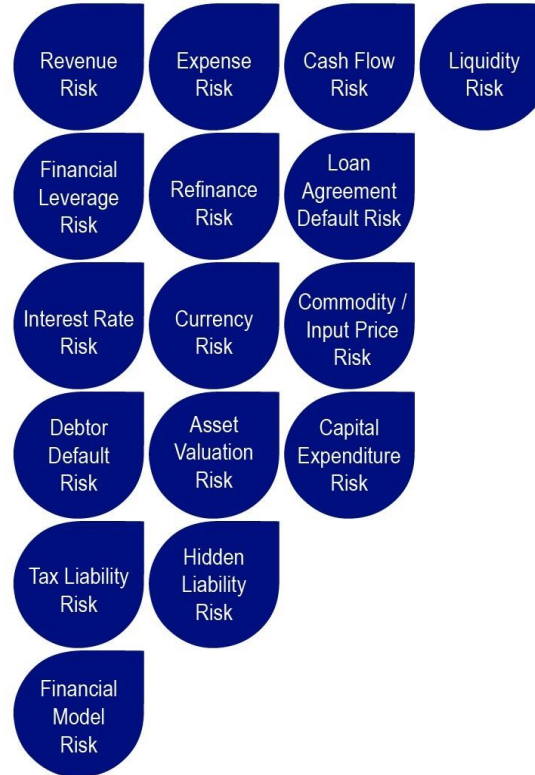 Revenue
Risk
Expense
Risk
Cash Flow
Risk
Liquidity
Risk
Financial
Leverage
Risk
Refinance
Risk
Loan
Agreement
Default Risk
Interest Rate
Risk
Currency
Risk
Commodity /
Input Price
Risk
Debtor
Default
Risk
Asset
Valuation
Risk
Capital
Expenditure
Risk
Tax Liability
Risk
Hidden
Liability
Risk
Financial
Model
Risk